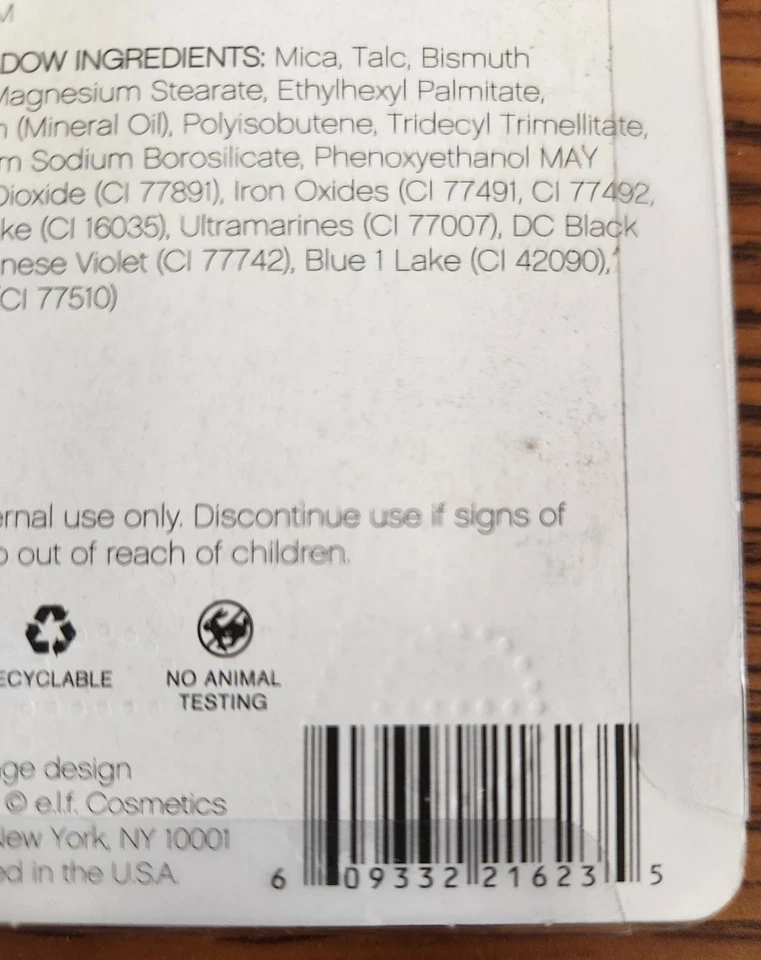 M
DOW INGREDIENTS: Mica, Talc, Bismuth
Magnesium Stearate, Ethylhexyl Palmitate,
n (Mineral Oil), Polyisobutene, Tridecyl Trimellitate,
m Sodium Borosilicate, Phenoxyethanol MAY
Dioxide (CI 77891), Iron Oxides (CI 77491, CI 77492,
ke (CI 16035), Ultramarines (CI 77007), DC Black
nese Violet (CI 77742), Blue 1 Lake (CI 42090),
(CI 77510)
ernal use only. Discontinue use if signs of
p out of reach of children.
ECYCLABLE
NO ANIMAL
TESTING
ge design
© e.l.f. Cosmetics
New York, NY 10001
ed in the U.S.A.
6 09332 21623 5